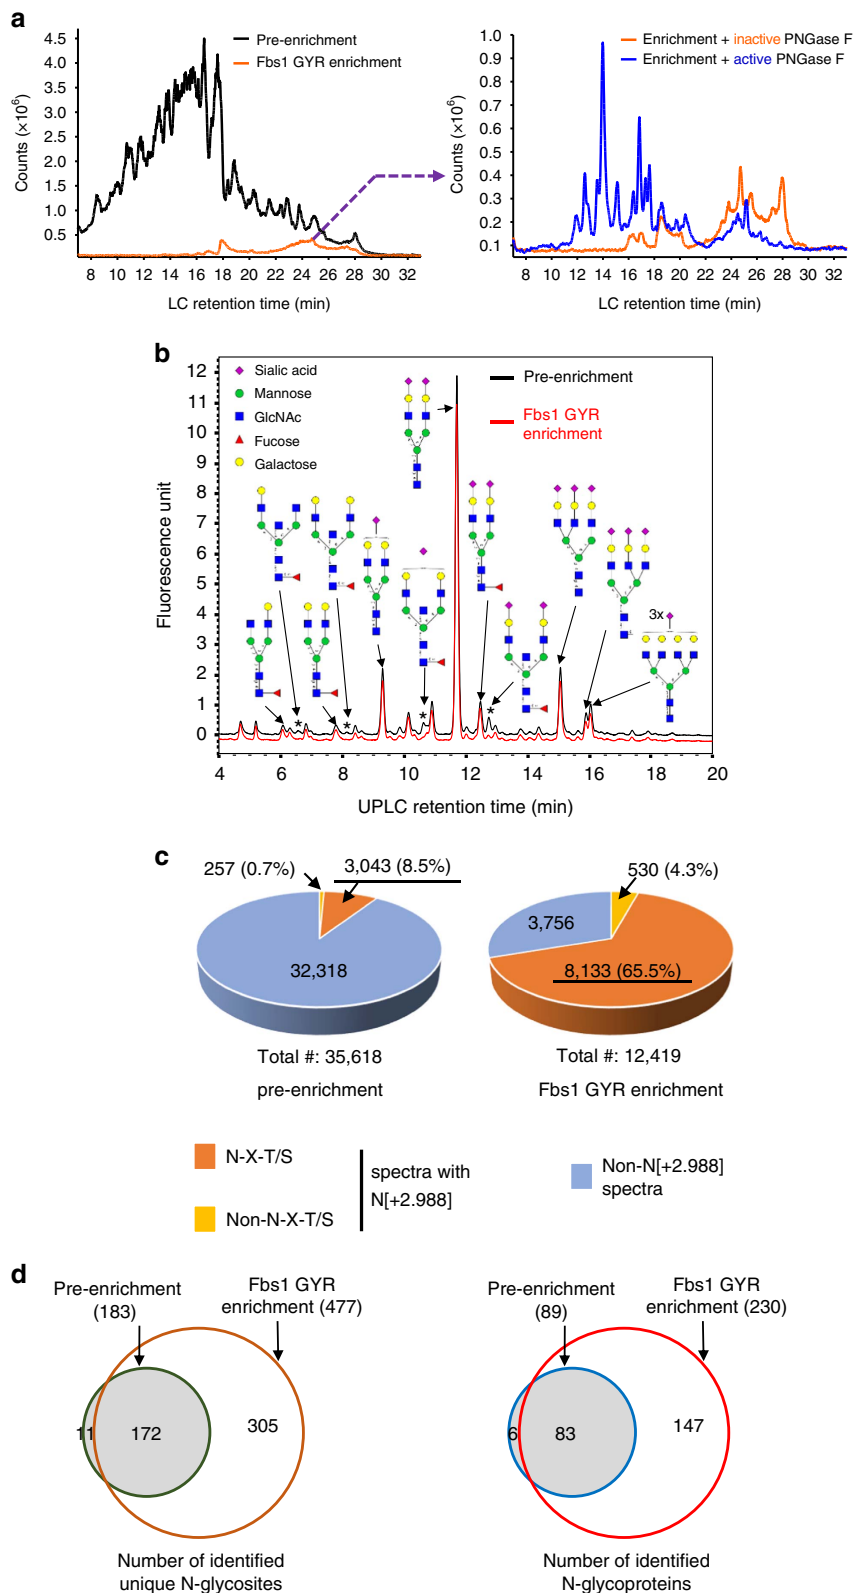 a
4.5
4.0
3.5
3.0
2.5
2.0
1.5
1.0
0.5
Counts (×10⁶)
Pre-enrichment
Fbs1 GYR enrichment
8 10 12 14 16 18 20 22 24 26 28 30 32
LC retention time (min)
1.0
0.9
0.8
0.7
0.6
0.5
0.4
0.3
0.2
0.1
Counts (×10⁶)
Enrichment + inactive PNGase F
Enrichment + active PNGase F
8 10 12 14 16 18 20 22 24 26 28 30 32
LC retention time (min)
b
12
11
10
9
8
7
6
5
4
3
2
1
0
Fluorescence unit
Sialic acid
Mannose
GlcNAc
Fucose
Galactose
Pre-enrichment
Fbs1 GYR
enrichment
3x
* * * *
4 6 8 10 12 14 16 18 20
UPLC retention time (min)
c
257 (0.7%)
3,043 (8.5%)
32,318
Total #: 35,618
pre-enrichment
530 (4.3%)
3,756
8,133 (65.5%)
Total #: 12,419
Fbs1 GYR enrichment
N-X-T/S
Non-N-X-T/S
spectra with
N[+2.988]
Non-N[+2.988]
spectra
d
Pre-enrichment
(183)
Fbs1 GYR
enrichment (477)
11
172
305
Number of identified
unique N-glycosites
Pre-enrichment
(89)
Fbs1 GYR
enrichment (230)
6
83
147
Number of identified
N-glycoproteins